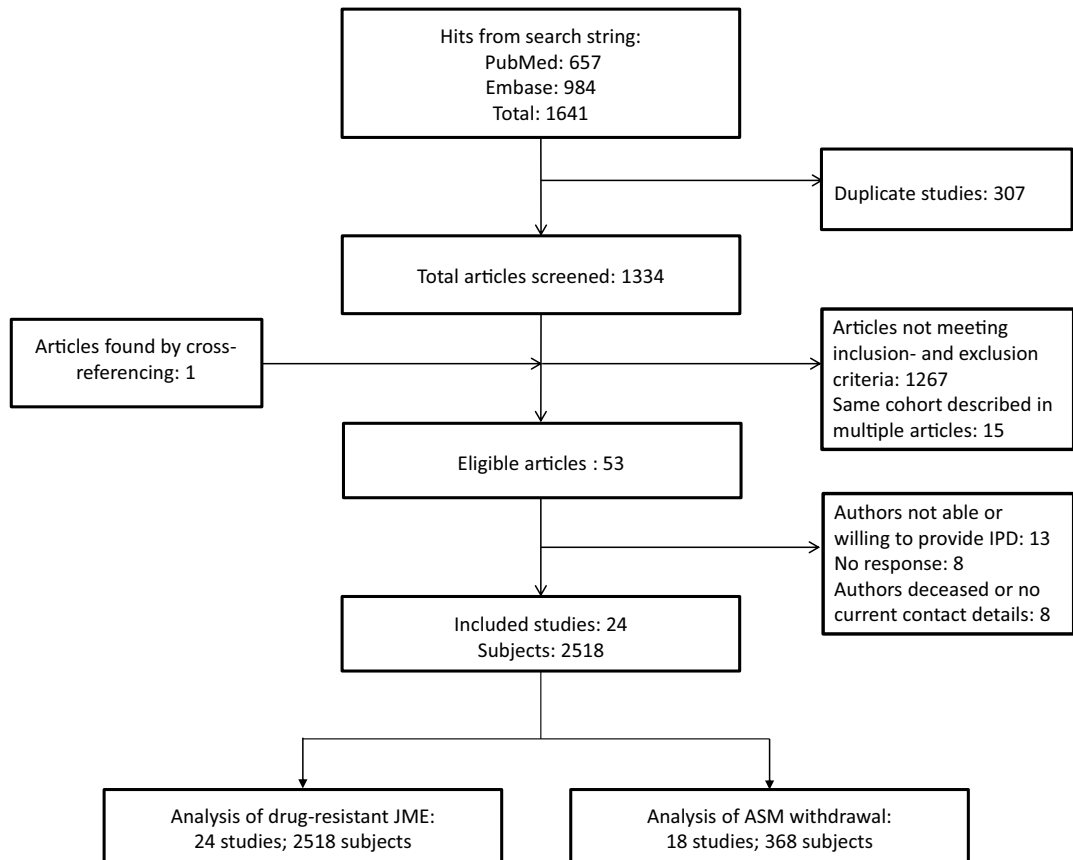 Hits from search string:
PubMed: 657
Embase: 984
Total: 1641
Duplicate studies: 307
Total articles screened: 1334
Articles found by cross-
referencing: 1
Articles not meeting
inclusion- and exclusion
criteria: 1267
Same cohort described in
multiple articles: 15
Eligible articles : 53
Authors not able or
willing to provide IPD: 13
No response: 8
Authors deceased or no
current contact details: 8
Included studies: 24
Subjects: 2518
Analysis of drug-resistant JME:
24 studies; 2518 subjects
Analysis of ASM withdrawal:
18 studies; 368 subjects